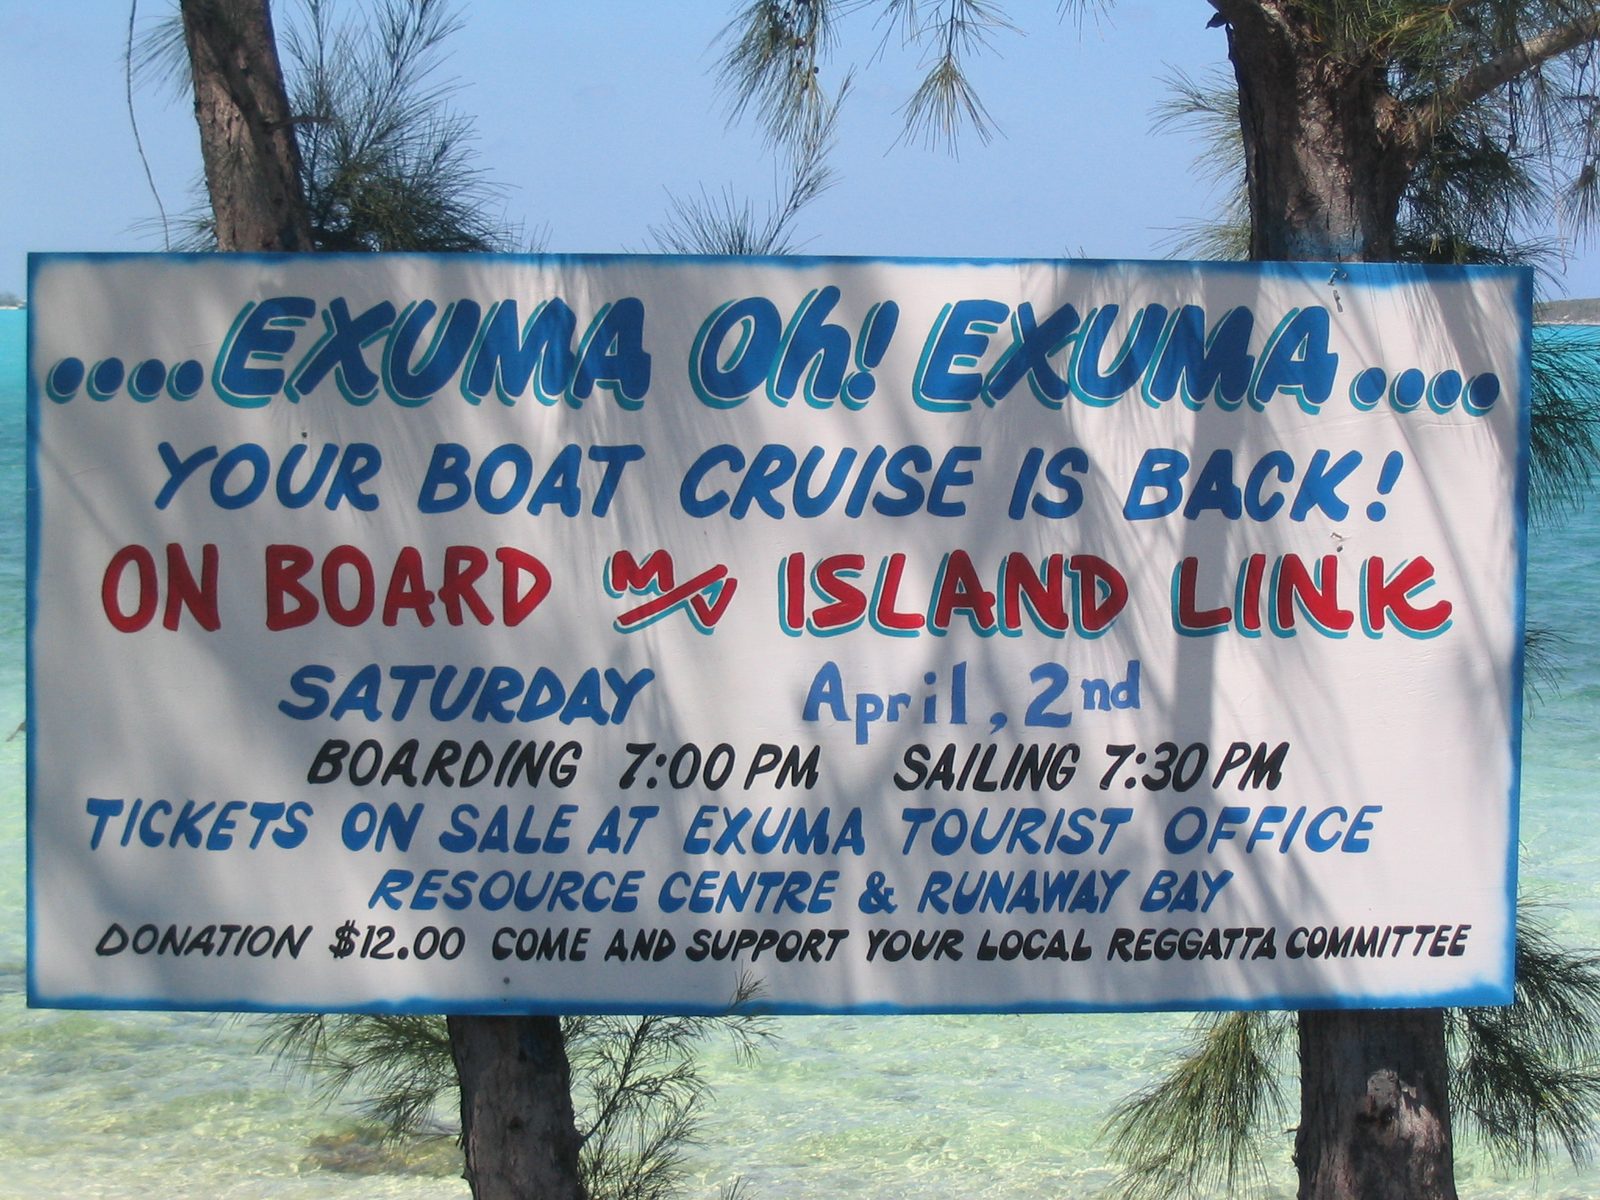 ....EXUMA Oh! EXUMA....
YOUR BOAT CRUISE IS BACK!
ON BOARD M/V ISLAND LINK
SATURDAY April, 2nd
BOARDING 7:00 PM SAILING 7:30 PM
TICKETS ON SALE AT EXUMA TOURIST OFFICE
RESOURCE CENTRE & RUNAWAY BAY
DONATION $12.00 COME AND SUPPORT YOUR LOCAL REGGATTA COMMITTEE